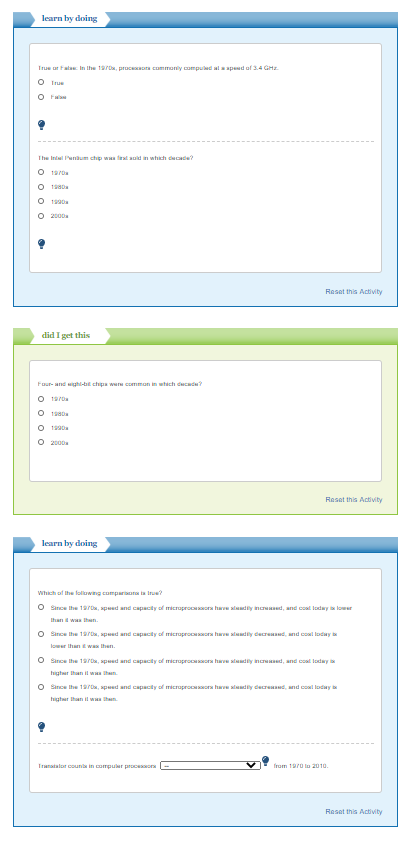 learn by doing
True or False. In the 1970s, processors commonly computed at a speed of 3.4 GHz.
True
False
The Intel Pentium chip was first sold in which decade?
1970s
1980s
1990s
2000s
Reset this Activity
did I get this
Four- and eight-bit chips were common in which decade?
1970s
1980s
1990s
2000s
Reset this Activity
learn by doing
Which of the following comparisons is true?
Since the 1970s, speed and capacity of microprocessors have steadily increased, and cost today is lower
than it was then.
Since the 1970s, speed and capacity of microprocessors have steadily decreased, and cost today is
lower than it was then.
Since the 1970s, speed and capacity of microprocessors have steadily increased, and cost today is
higher than it was then.
Since the 1970s, speed and capacity of microprocessors have steadily decreased, and cost today is
higher than it was then.
Transistor counts in computer processors -- from 1970 to 2010.
Reset this Activity